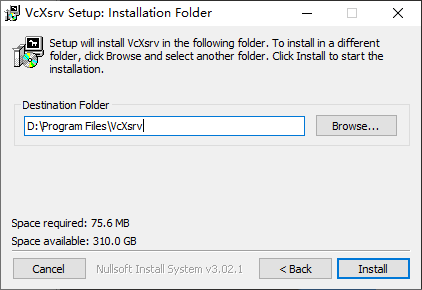 VcXsrv Setup: Installation Folder
Setup will install VcXsrv in the following folder. To install in a different
folder, click Browse and select another folder. Click Install to start the
installation.
Destination Folder
D:\Program Files\VcXsrv
Browse...
Space required: 75.6 MB
Space available: 310.0 GB
Cancel
Nullsoft Install System v3.02.1
< Back
Install